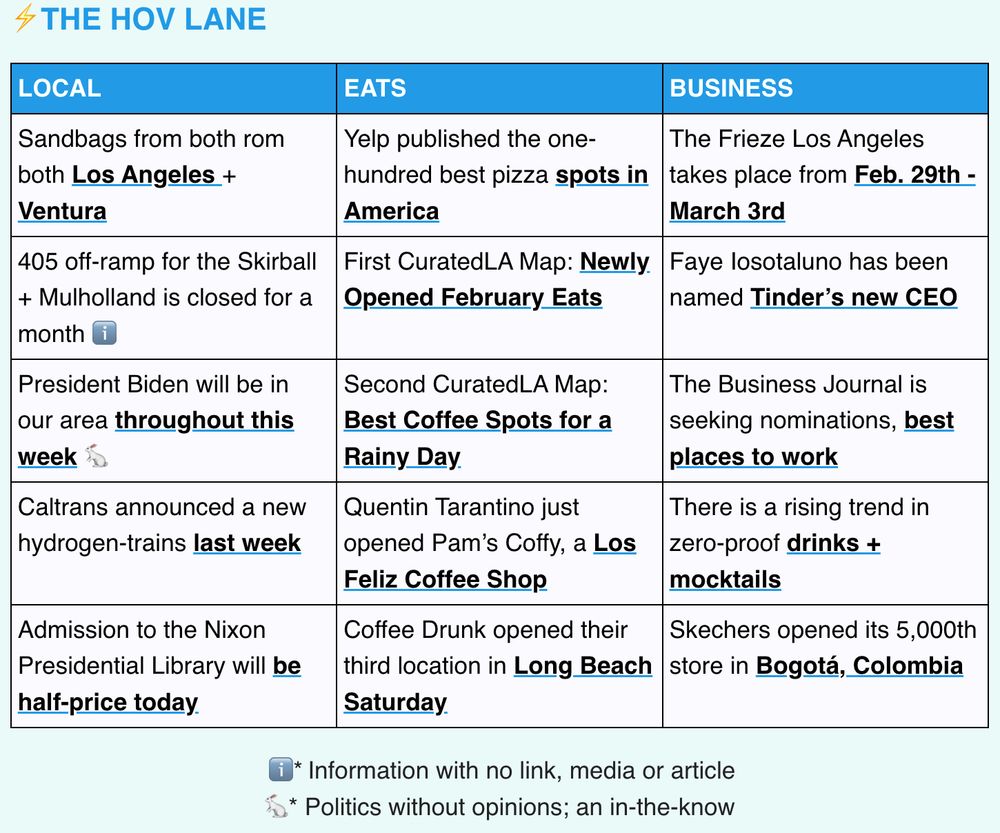 ⚡THE HOV LANE
LOCAL
EATS
BUSINESS
Sandbags from both rom
both Los Angeles +
Ventura
Yelp published the one-
hundred best pizza spots in
America
The Frieze Los Angeles
takes place from Feb. 29th -
March 3rd
405 off-ramp for the Skirball
+ Mulholland is closed for a
month ℹ️
First CuratedLA Map: Newly
Opened February Eats
Faye Iosotaluno has been
named Tinder’s new CEO
President Biden will be in
our area throughout this
week 🐇
Second CuratedLA Map:
Best Coffee Spots for a
Rainy Day
The Business Journal is
seeking nominations, best
places to work
Caltrans announced a new
hydrogen-trains last week
Quentin Tarantino just
opened Pam’s Coffy, a Los
Feliz Coffee Shop
There is a rising trend in
zero-proof drinks +
mocktails
Admission to the Nixon
Presidential Library will be
half-price today
Coffee Drunk opened their
third location in Long Beach
Saturday
Skechers opened its 5,000th
store in Bogotá, Colombia
ℹ️* Information with no link, media or article
🐇* Politics without opinions; an in-the-know